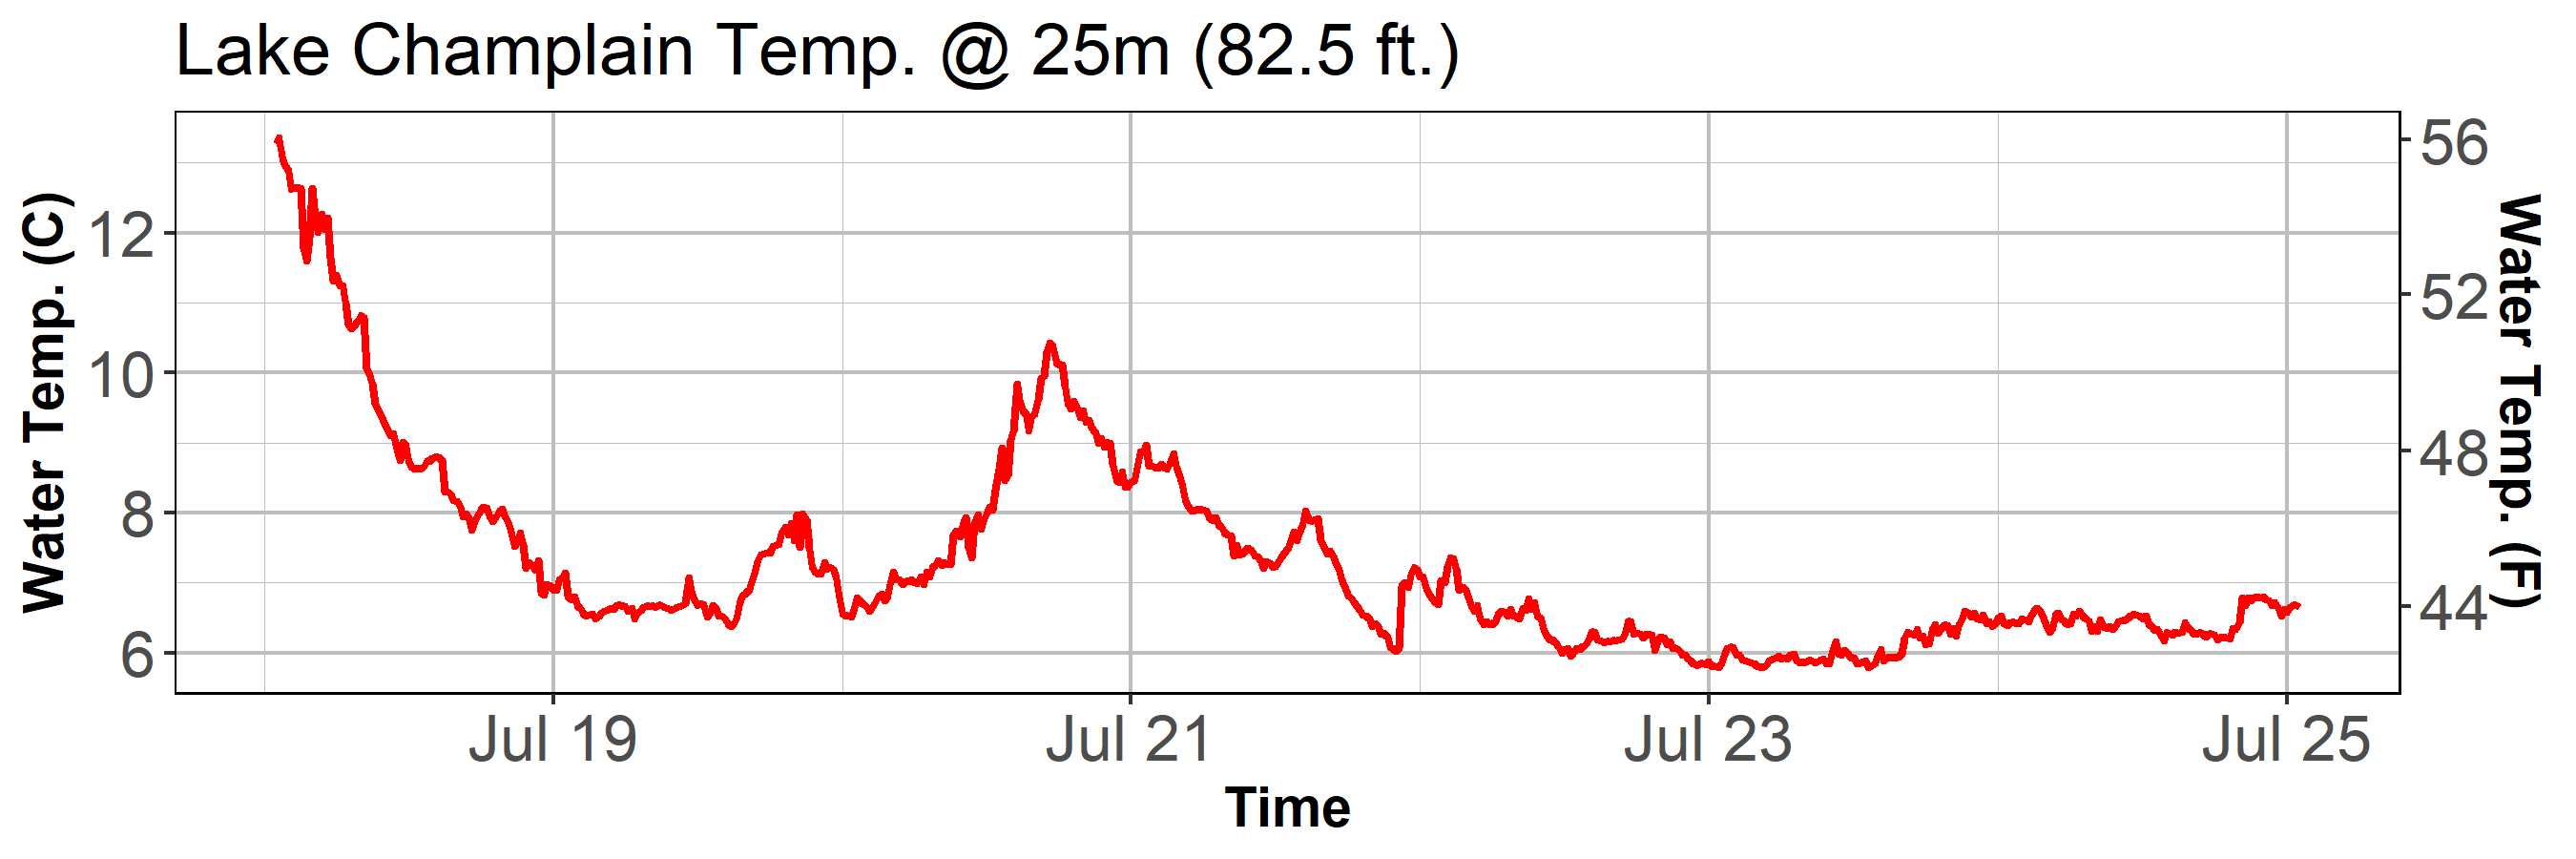 Lake Champlain Temp. @ 25m (82.5 ft.)
Water Temp. (C)
12
10
8
6
56
52
48
44
Water Temp. (F)
Jul 19
Jul 21
Jul 23
Jul 25
Time